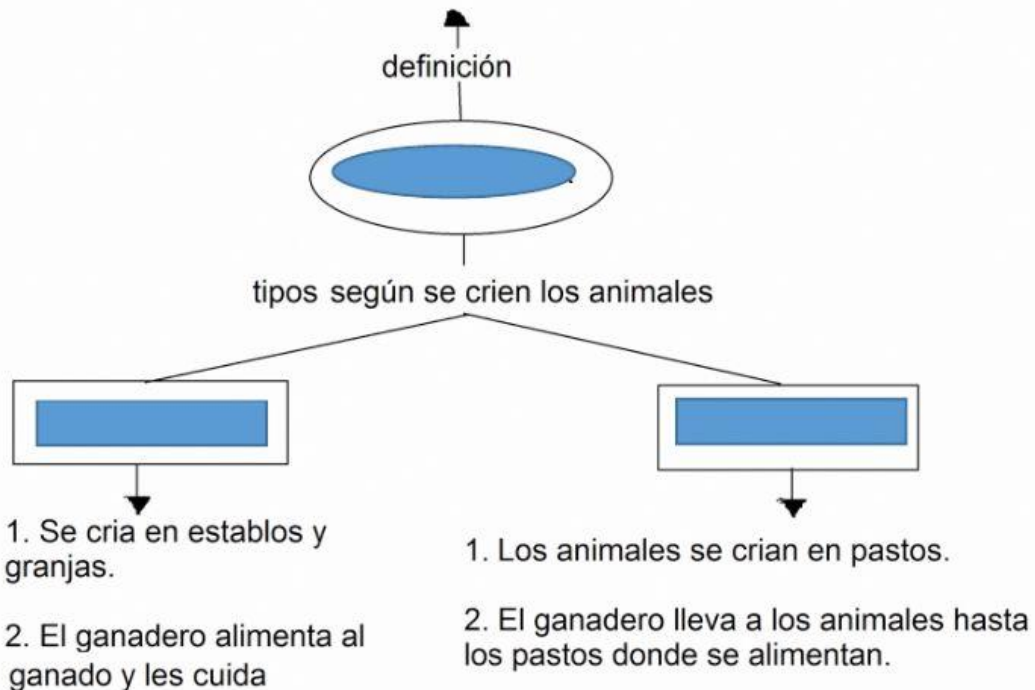 definición
tipos según se crien los animales
1. Se cria en establos y
granjas.
2. El ganadero alimenta al
ganado y les cuida
1. Los animales se crian en pastos.
2. El ganadero lleva a los animales hasta
los pastos donde se alimentan.